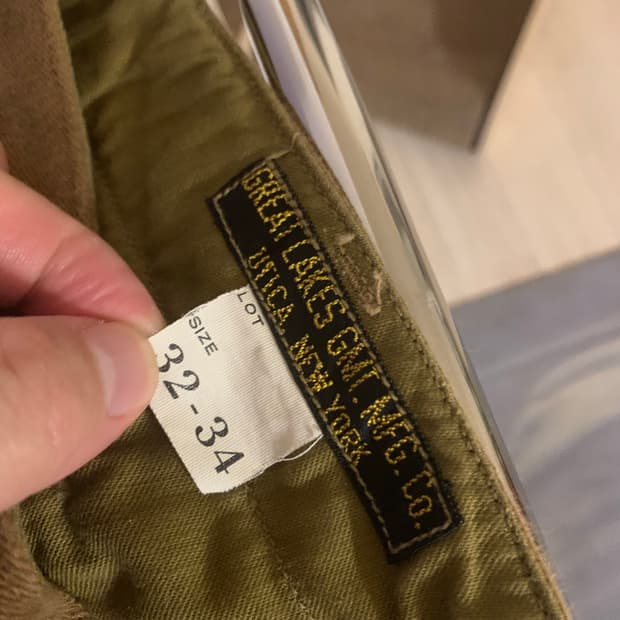 GREAT LAKES GMT. MFG. Co.
UTICA, NEW YORK
LOT
SIZE
32-34